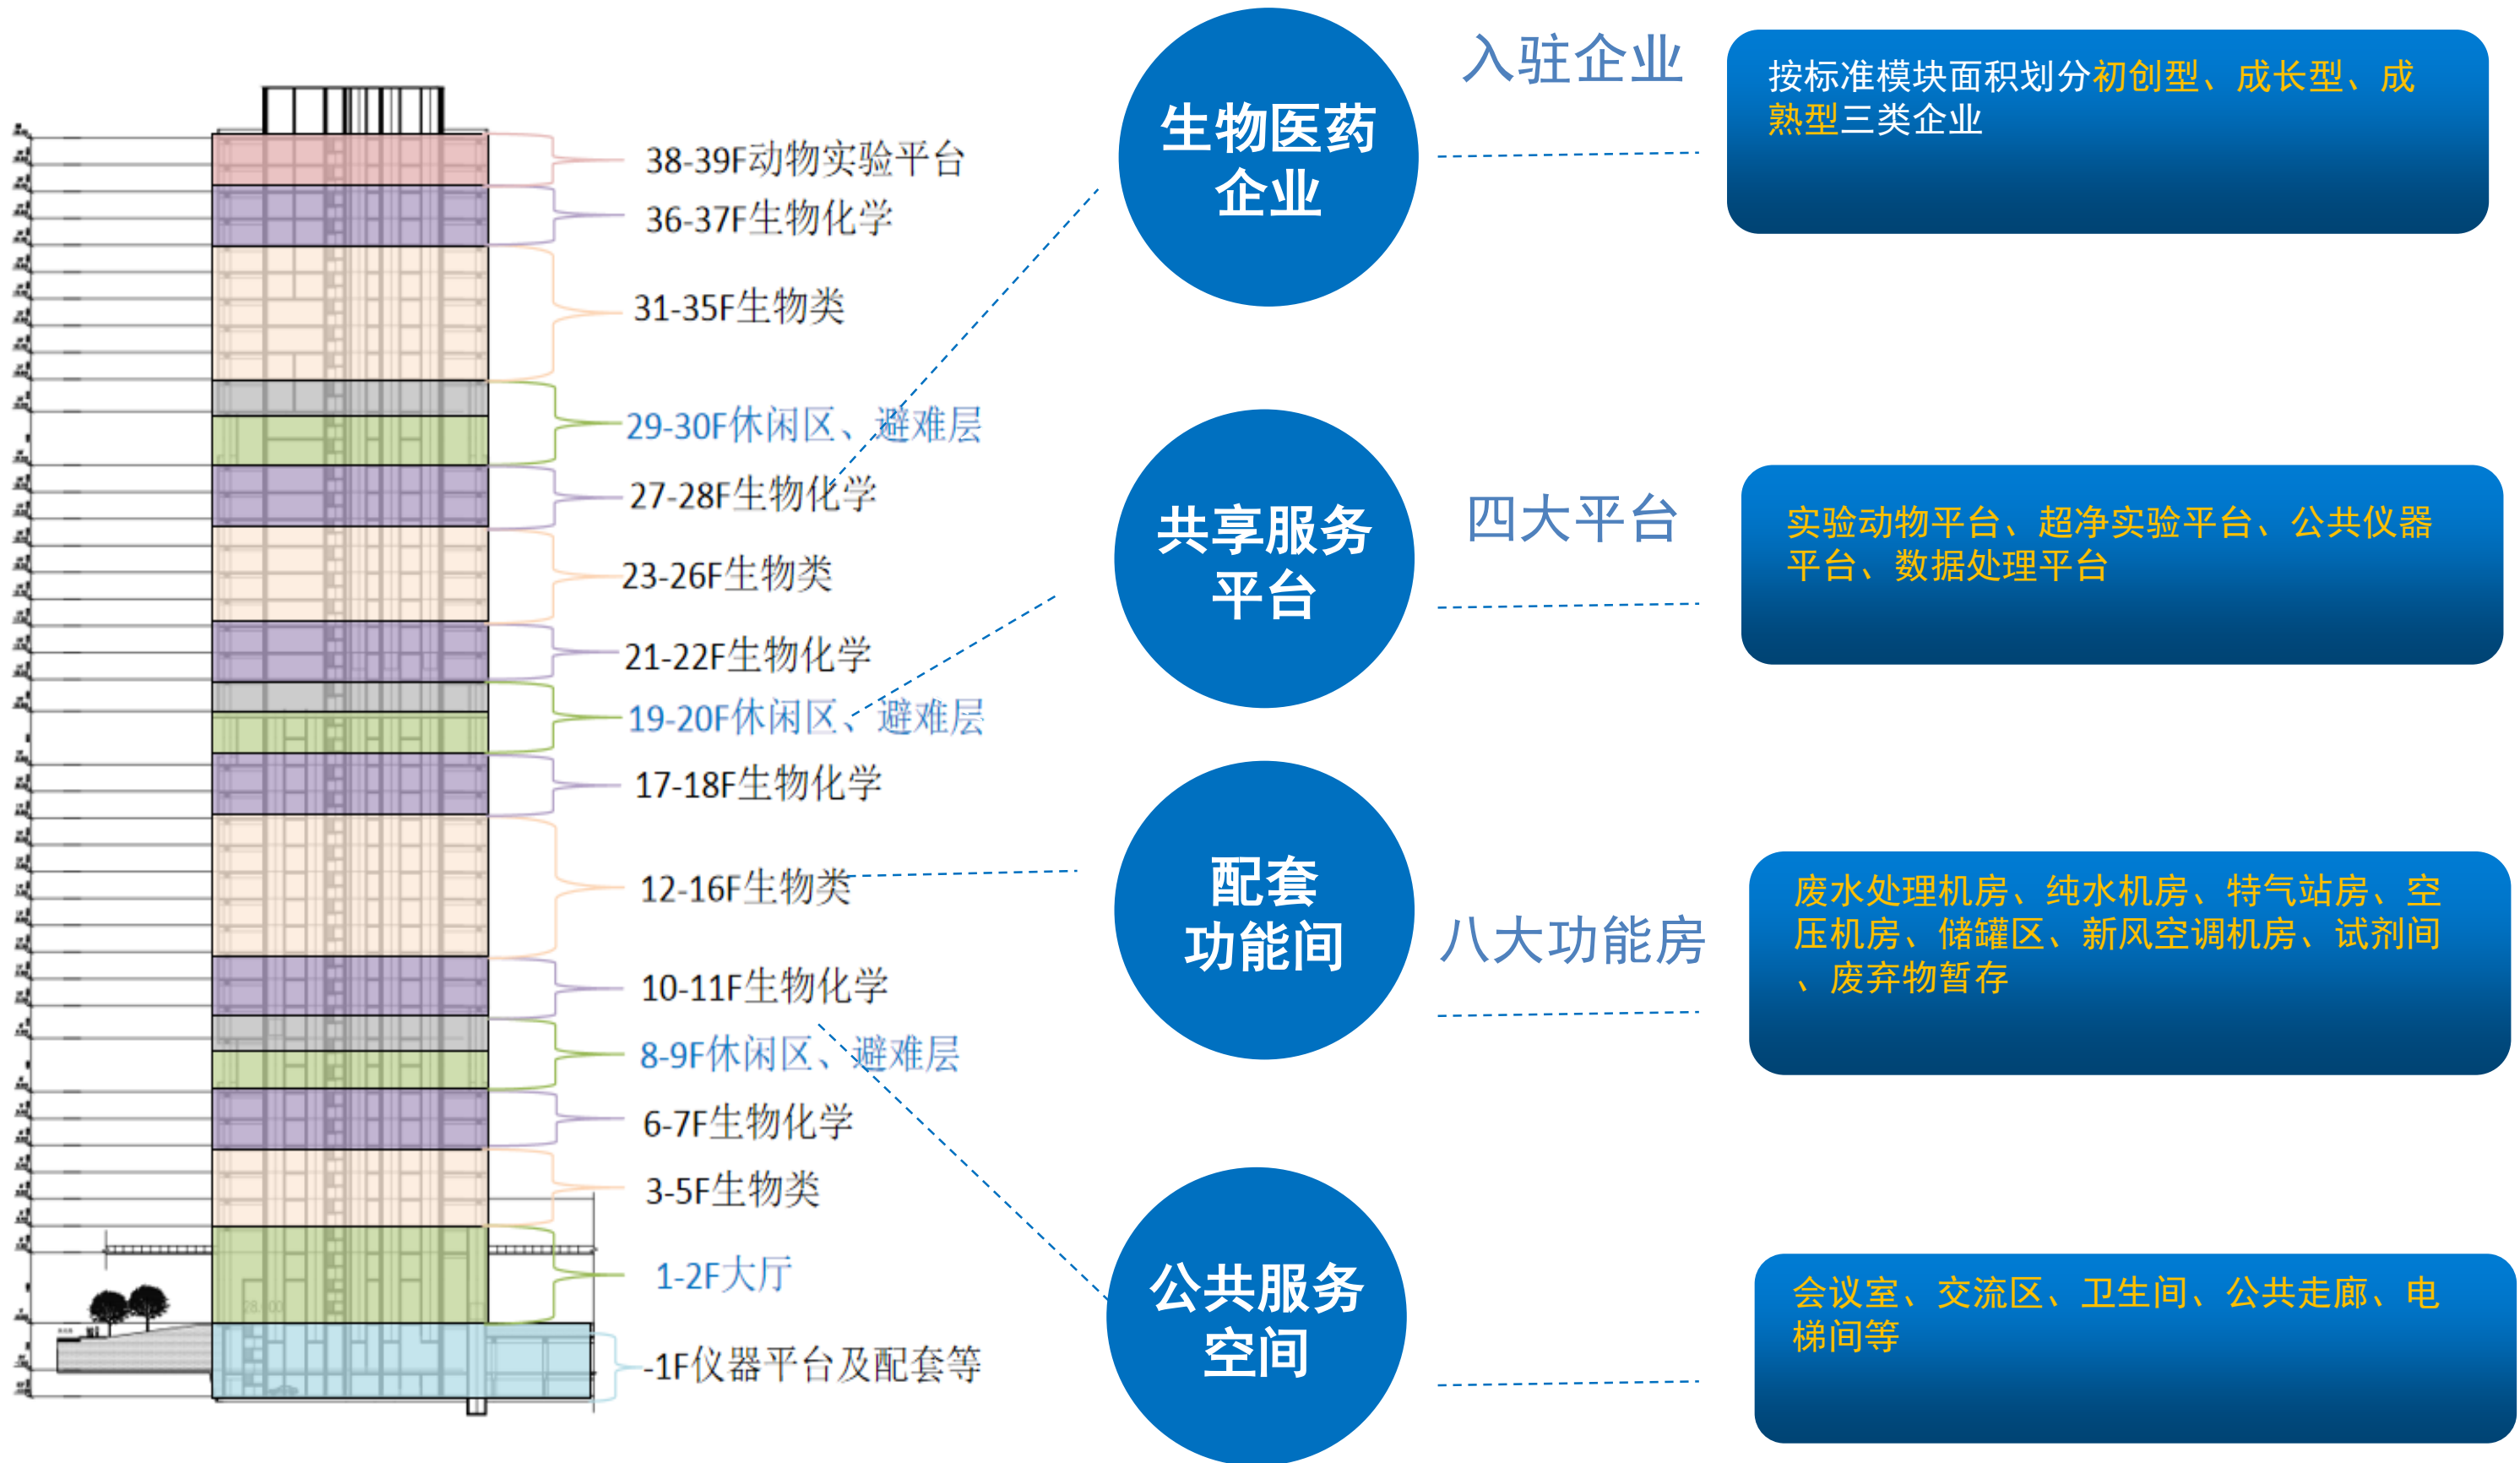 38-39F动物实验平台
36-37F生物化学
31-35F生物类
29-30F休闲区、避难层
27-28F生物化学
23-26F生物类
21-22F生物化学
19-20F休闲区、避难层
17-18F生物化学
12-16F生物类
10-11F生物化学
8-9F休闲区、避难层
6-7F生物化学
3-5F生物类
1-2F大厅
-1F仪器平台及配套等
生物医药
企业
入驻企业
按标准模块面积划分初创型、成长型、成
熟型三类企业
共享服务
平台
四大平台
实验动物平台、超净实验平台、公共仪器
平台、数据处理平台
配套
功能间
八大功能房
废水处理机房、纯水机房、特气站房、空
压机房、储罐区、新风空调机房、试剂间
、废弃物暂存
公共服务
空间
会议室、交流区、卫生间、公共走廊、电
梯间等